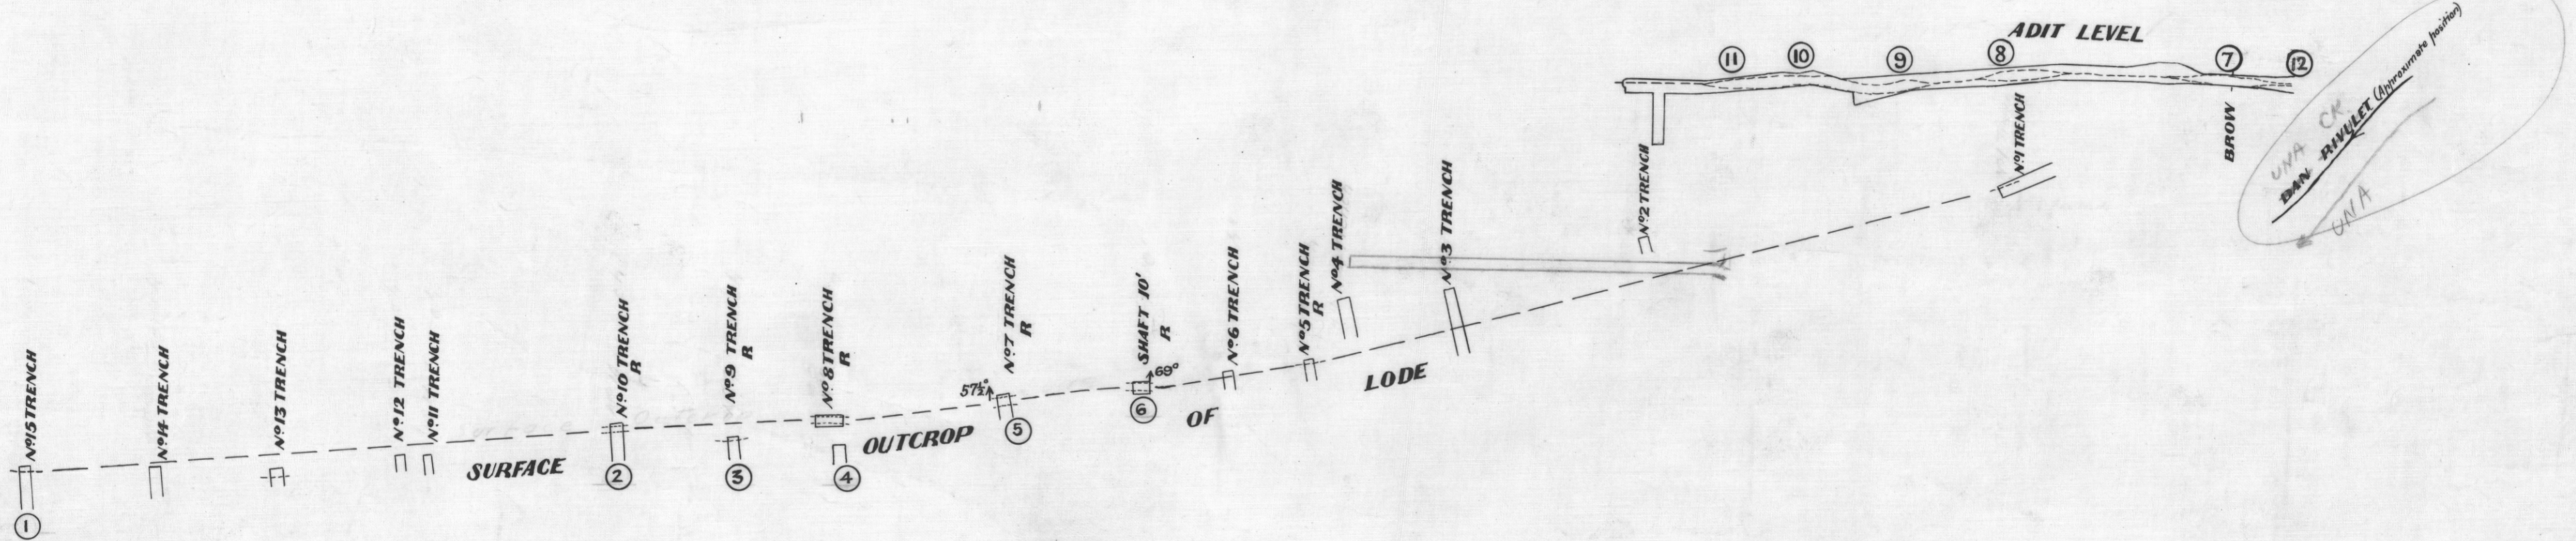 ADIT LEVEL
11
10
9
8
7
12
BROW
UNA CK
DAN RIVULET (Approximate position)
UNA
Nº1 TRENCH
Nº2 TRENCH
Nº3 TRENCH
Nº4 TRENCH
Nº5 TRENCH
R
Nº6 TRENCH
SHAFT 10'
R
69°
6
Nº7 TRENCH
R
57½°
5
Nº8 TRENCH
R
4
Nº9 TRENCH
R
3
Nº10 TRENCH
R
2
Nº11 TRENCH
Nº12 TRENCH
Nº13 TRENCH
Nº14 TRENCH
Nº15 TRENCH
1
SURFACE OUTCROP OF LODE